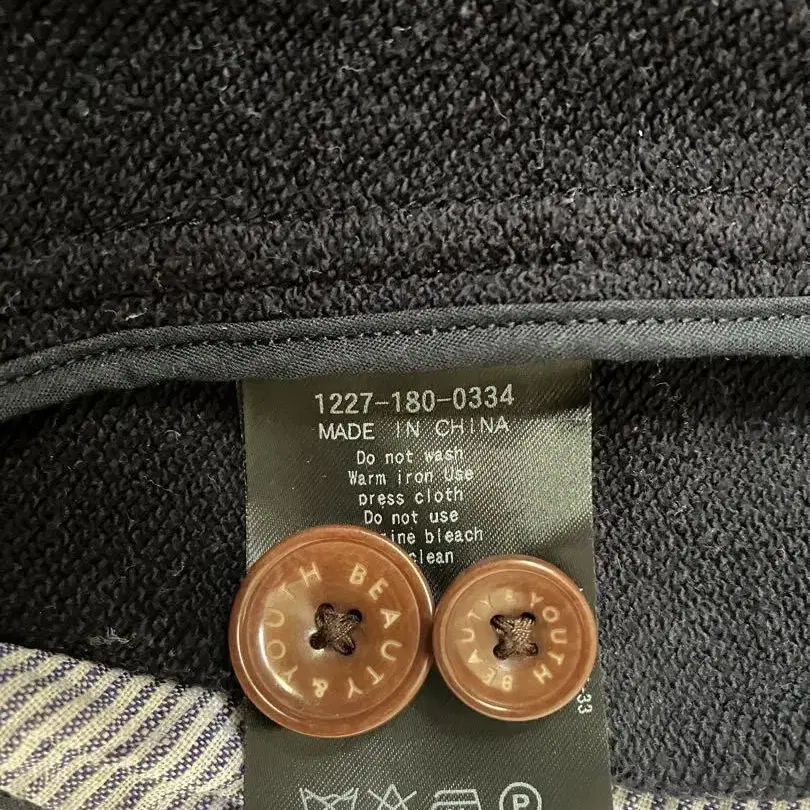 1227-180-0334
MADE IN CHINA
Do not wash
Warm iron Use
press cloth
Do not use
ine bleach
clean
BEAUTY & YOUTH
BEAUTY & YOUTH
-33
P